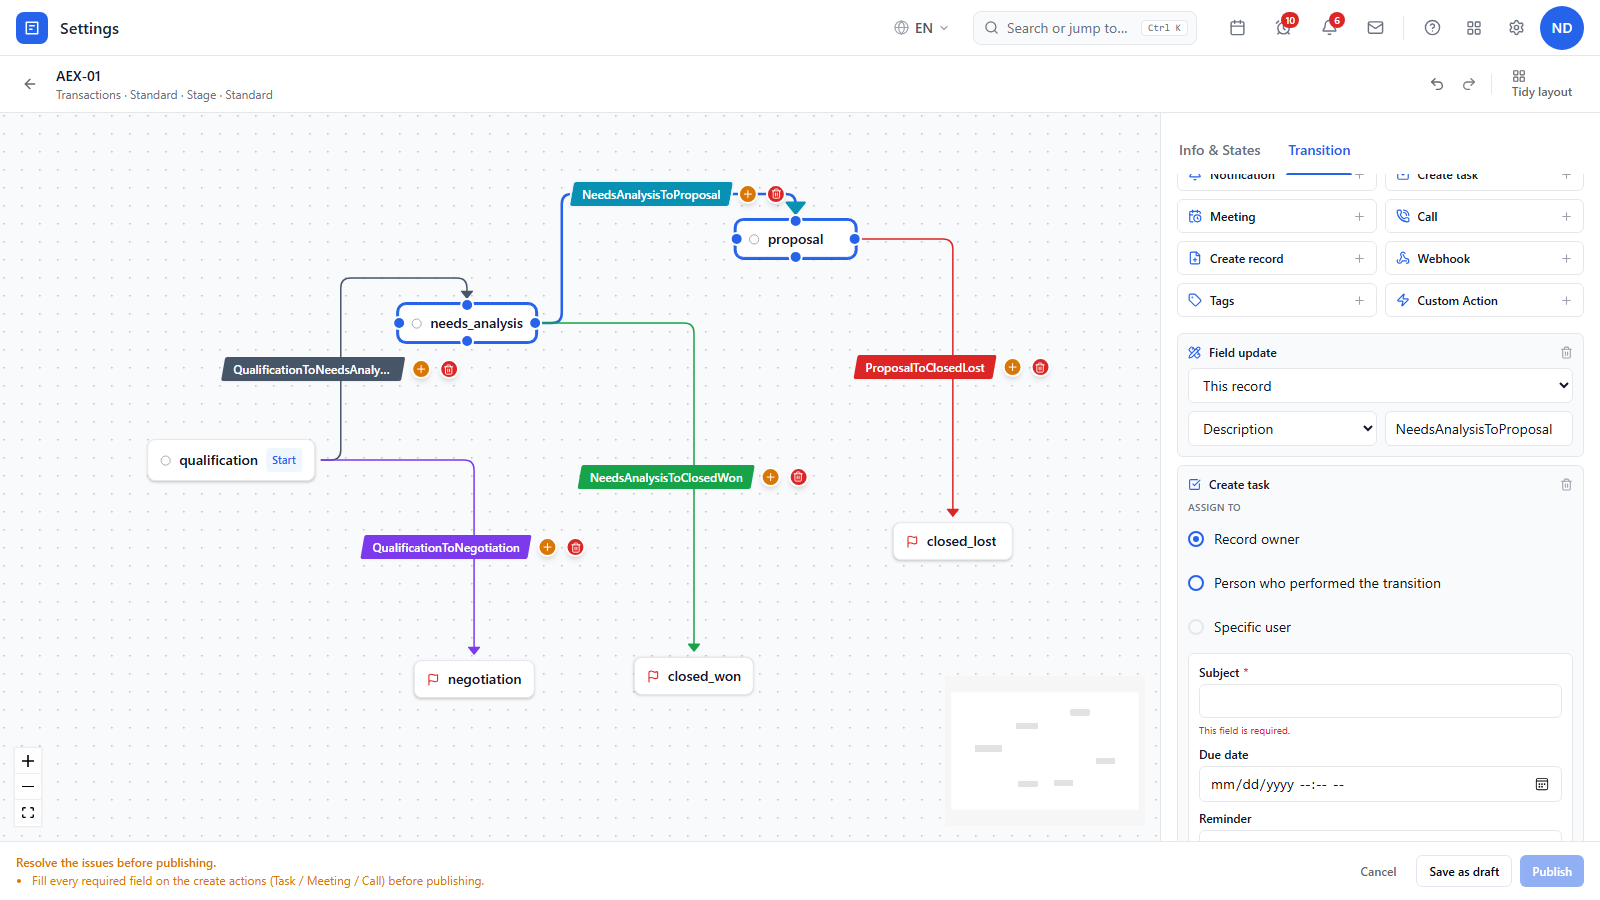 Settings
EN
Search or jump to...
Ctrl K
10
6
ND
AEX-01
Transactions · Standard · Stage · Standard
Tidy layout
Info & States
Transition
Notification
Create task
Meeting
Call
Create record
Webhook
Tags
Custom Action
Field update
This record
Description
NeedsAnalysisToProposal
Create task
ASSIGN TO
Record owner
Person who performed the transition
Specific user
Subject *
This field is required.
Due date
mm/dd/yyyy --:-- --
Reminder
NeedsAnalysisToProposal
proposal
needs_analysis
QualificationToNeedsAnaly...
ProposalToClosedLost
qualification
Start
NeedsAnalysisToClosedWon
QualificationToNegotiation
closed_lost
negotiation
closed_won
Resolve the issues before publishing.
• Fill every required field on the create actions (Task / Meeting / Call) before publishing.
Cancel
Save as draft
Publish